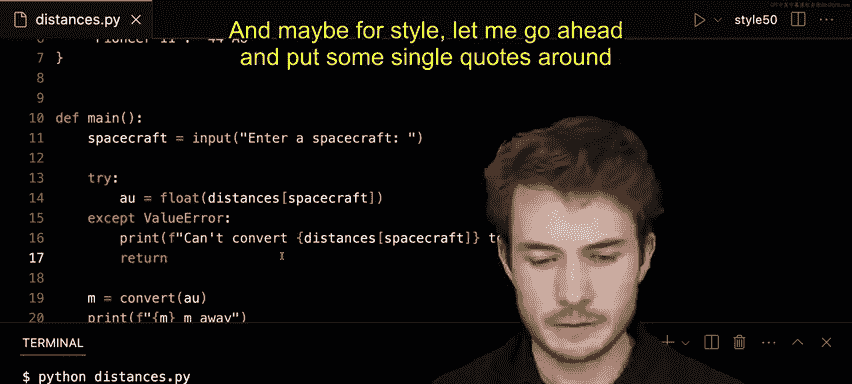 distances.py
style50
And maybe for style, let me go ahead
and put some single quotes around
7 }
8
9
10 def main():
11 spacecraft = input("Enter a spacecraft: ")
12
13 try:
14 au = float(distances[spacecraft])
15 except ValueError:
16 print(f"Can't convert {distances[spacecraft]}
17 return
18
19 m = convert(au)
20 print(f"{m} m away")
TERMINAL
$ python distances.py